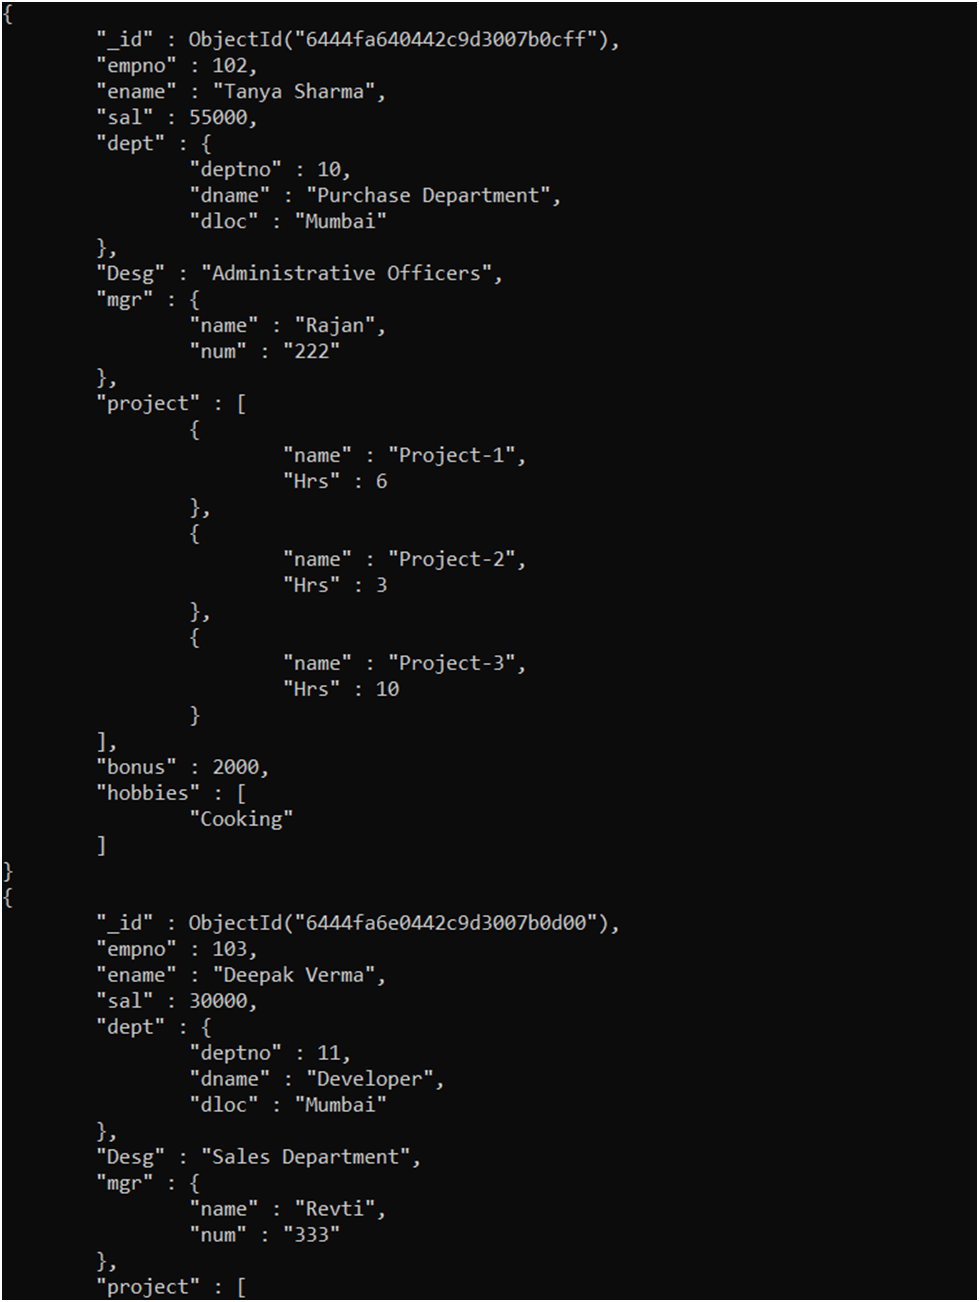 {
"_id" : ObjectId("6444fa640442c9d3007b0cff"),
"empno" : 102,
"ename" : "Tanya Sharma",
"sal" : 55000,
"dept" : {
"deptno" : 10,
"dname" : "Purchase Department",
"dloc" : "Mumbai"
},
"Desg" : "Administrative Officers",
"mgr" : {
"name" : "Rajan",
"num" : "222"
},
"project" : [
{
"name" : "Project-1",
"Hrs" : 6
},
{
"name" : "Project-2",
"Hrs" : 3
},
{
"name" : "Project-3",
"Hrs" : 10
}
],
"bonus" : 2000,
"hobbies" : [
"Cooking"
]
}
{
"_id" : ObjectId("6444fa6e0442c9d3007b0d00"),
"empno" : 103,
"ename" : "Deepak Verma",
"sal" : 30000,
"dept" : {
"deptno" : 11,
"dname" : "Developer",
"dloc" : "Mumbai"
},
"Desg" : "Sales Department",
"mgr" : {
"name" : "Revti",
"num" : "333"
},
"project" : [